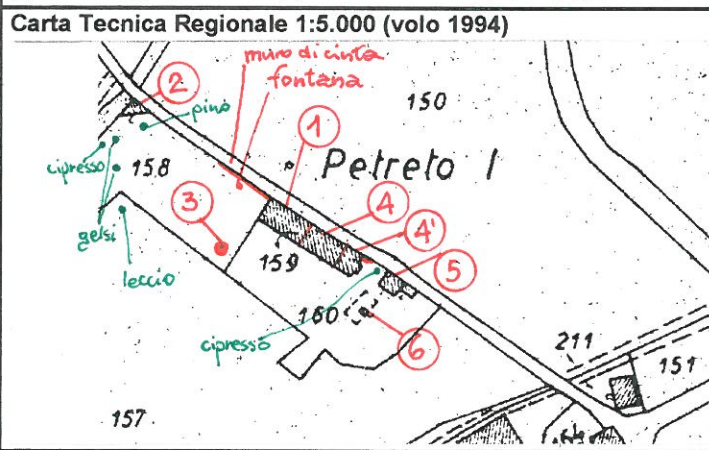 Carta Tecnica Regionale 1:5.000 (volo 1994)
muro di cinta
fontana
2
pino
150
1
cipresso
158
Petreto I
3
4
4'
gelsi
159
5
leccio
160
cipresso
6
211
151
157